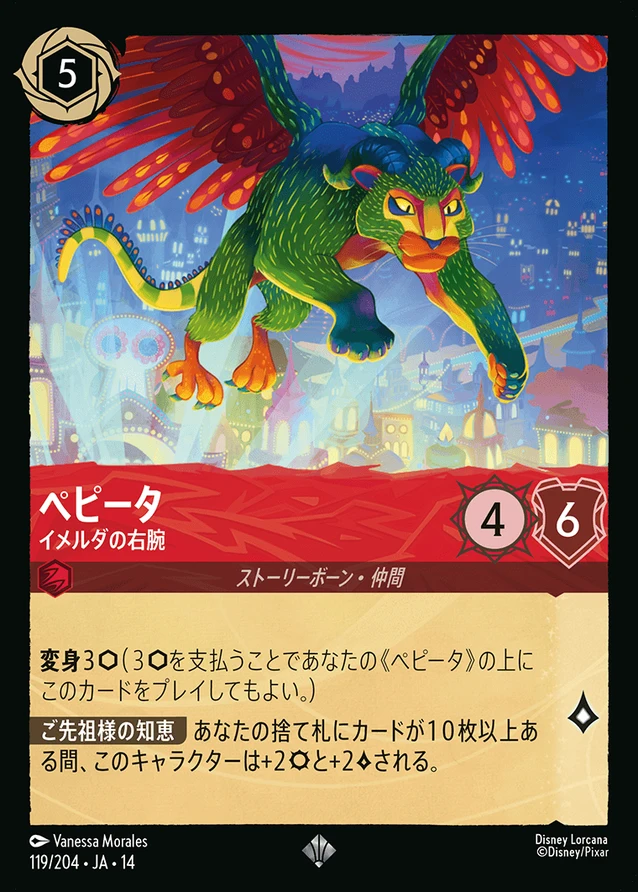 5
ペピータ
イメルダの右腕
4
6
ストーリーボーン・仲間
変身3⬡(3⬡を支払うことであなたの《ペピータ》の上に
このカードをプレイしてもよい。)
ご先祖様の知恵 あなたの捨て札にカードが10枚以上あ
る間、このキャラクターは+2¤と+2◊される。
Vanessa Morales
119/204・JA・14
Disney Lorcana
©Disney/Pixar